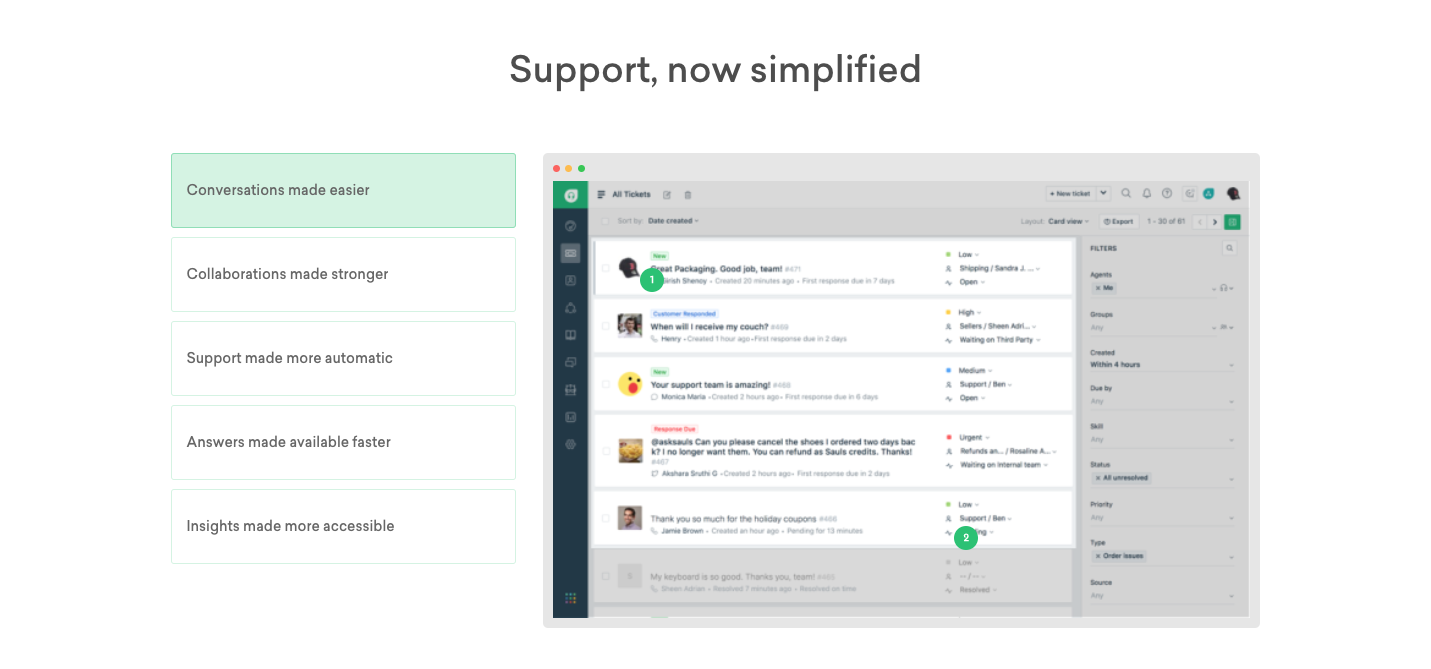 Support, now simplified
Conversations made easier
Collaborations made stronger
Support made more automatic
Answers made available faster
Insights made more accessible
All Tickets
+ New ticket
Sort by: Date created
Layout: Card view
Export
1 - 30 of 61
New
Great Packaging. Good job, team! #471
1
Girish Shenoy • Created 20 minutes ago • First response due in 7 days
Low
Shipping / Sandra J. ...
Open
Customer Responded
When will I receive my couch? #469
Henry •Created 1 hour ago•First response due in 2 days
High
Sellers / Sheen Adri...
Waiting on Third Party
New
Your support team is amazing! #468
Monica Maria •Created 2 hours ago• First response due in 6 days
Medium
Support / Ben
Open
Response Due
@asksauls Can you please cancel the shoes I ordered two days bac
k? I no longer want them. You can refund as Sauls credits. Thanks!
#467
Akshara Sruthi G •Created 2 hours ago• First response due in 2 days
Urgent
Refunds an... / Rosaline A...
Waiting on Internal team
Thank you so much for the holiday coupons #466
Jamie Brown • Created an hour ago • Pending for 13 minutes
Low
Support / Ben
2
S
My keyboard is so good. Thanks you, team! #465
Shawn Adrian • Resolved 7 minutes ago • Resolved on time
Low
-- / --
Resolved
FILTERS
Agents
× Me
Groups
Any
Created
Within 4 hours
Due by
Any
Skill
Any
Status
× All unresolved
Priority
Any
Type
× Order issues
Source
Any